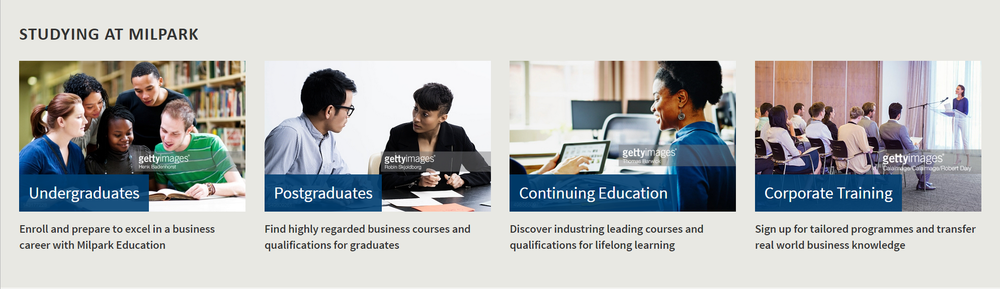 STUDYING AT MILPARK
gettyimages®
Henk Badenhorst
Undergraduates
Enroll and prepare to excel in a business
career with Milpark Education
gettyimages®
Robin Skjoldborg
Postgraduates
Find highly regarded business courses and
qualifications for graduates
gettyimages®
Thomas Barwick
Continuing Education
Discover industring leading courses and
qualifications for lifelong learning
gettyimages®
Caiaimage/Caiaimage/Robert Daly
Corporate Training
Sign up for tailored programmes and transfer
real world business knowledge